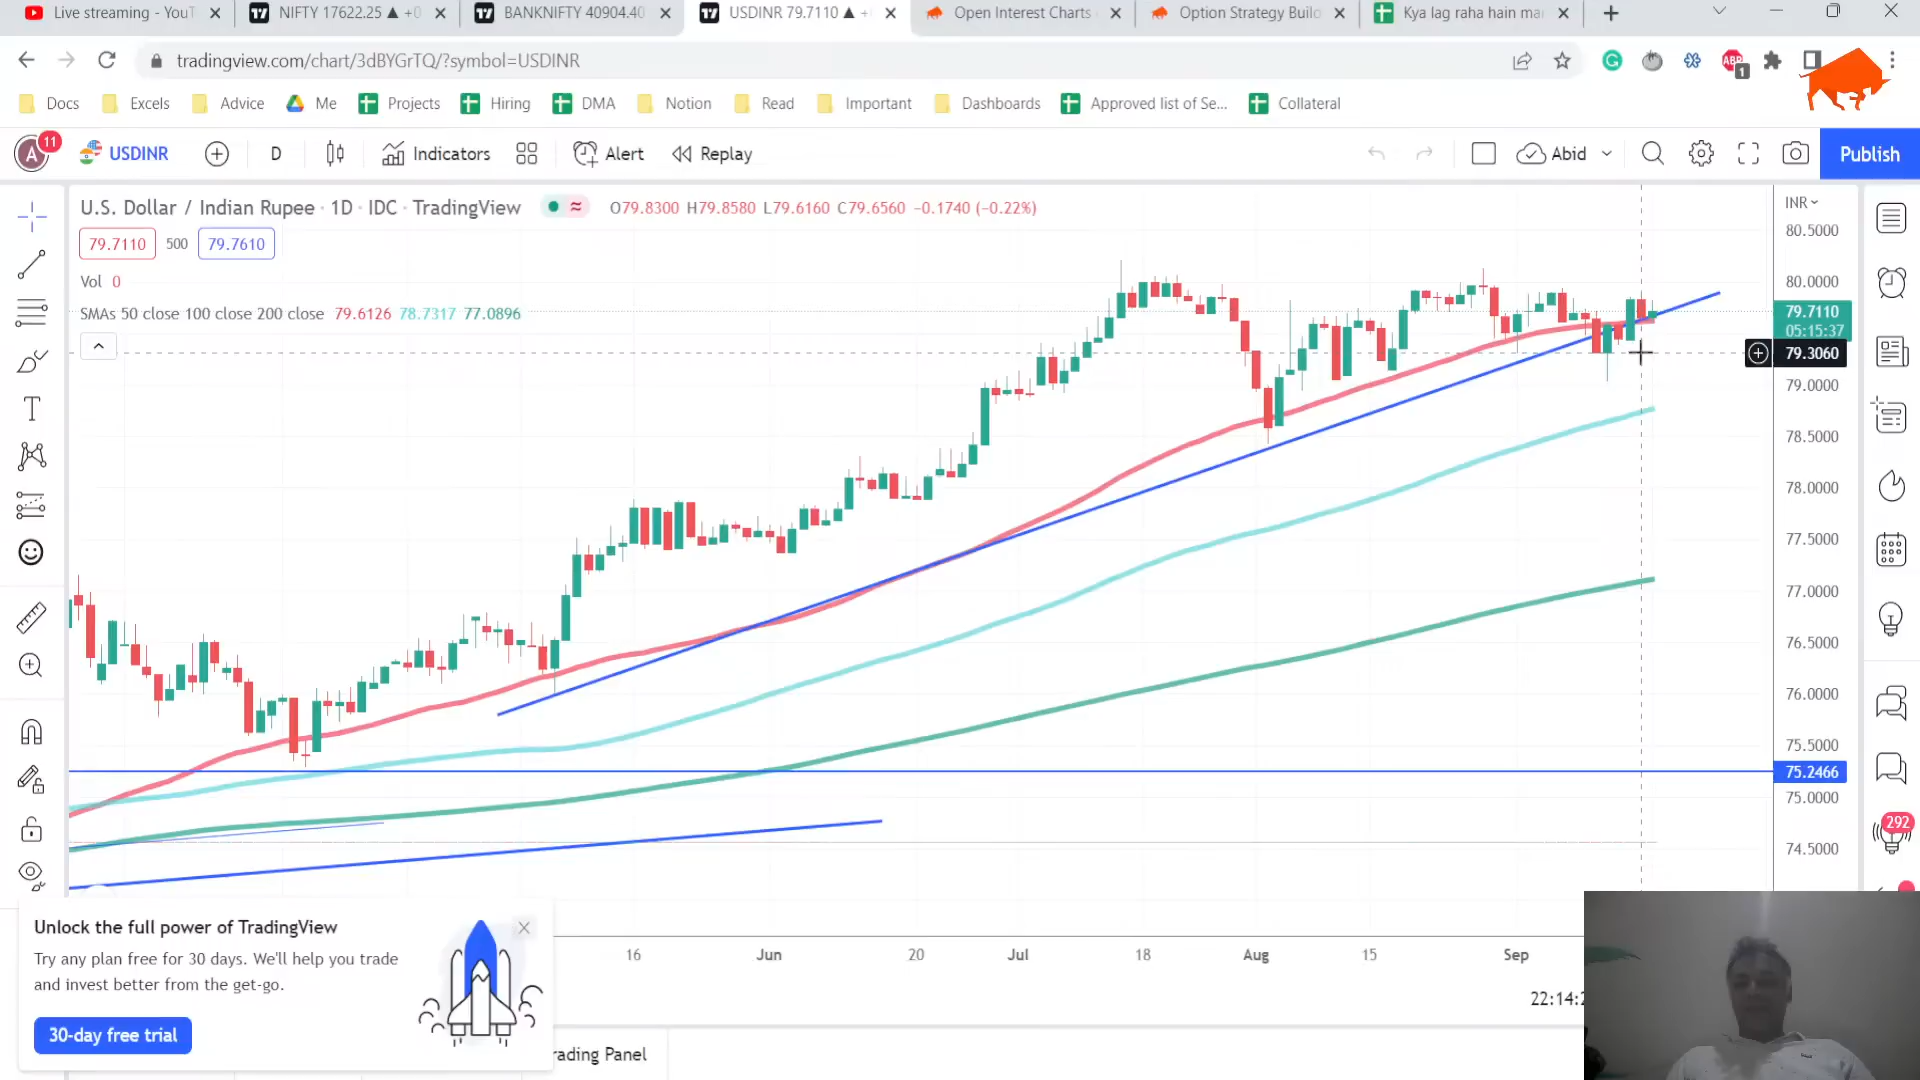 Live streaming - YouT
NIFTY 17622.25 ▲ +0
BANKNIFTY 40904.40
USDINR 79.7110 ▲ +
Open Interest Charts
Option Strategy Buil
Kya lag raha hain ma
tradingview.com/chart/3dBYGrTQ/?symbol=USDINR
ABP
1
Docs
Excels
Advice
Me
Projects
Hiring
DMA
Notion
Read
Important
Dashboards
Approved list of Se...
Collateral
A
11
USDINR
D
Indicators
Alert
Replay
Abid
Publish
U.S. Dollar / Indian Rupee · 1D · IDC · TradingView
O79.8300 H79.8580 L79.6160 C79.6560 −0.1740 (−0.22%)
INR
79.7110
500
79.7610
Vol 0
SMAs 50 close 100 close 200 close 79.6126 78.7317 77.0896
80.5000
80.0000
79.7110
05:15:37
79.3060
79.0000
78.5000
78.0000
77.5000
77.0000
76.5000
76.0000
75.5000
75.2466
75.0000
74.5000
292
Unlock the full power of TradingView
Try any plan free for 30 days. We'll help you trade
and invest better from the get-go.
30-day free trial
16
Jun
20
Jul
18
Aug
15
Sep
22:14:2
rading Panel